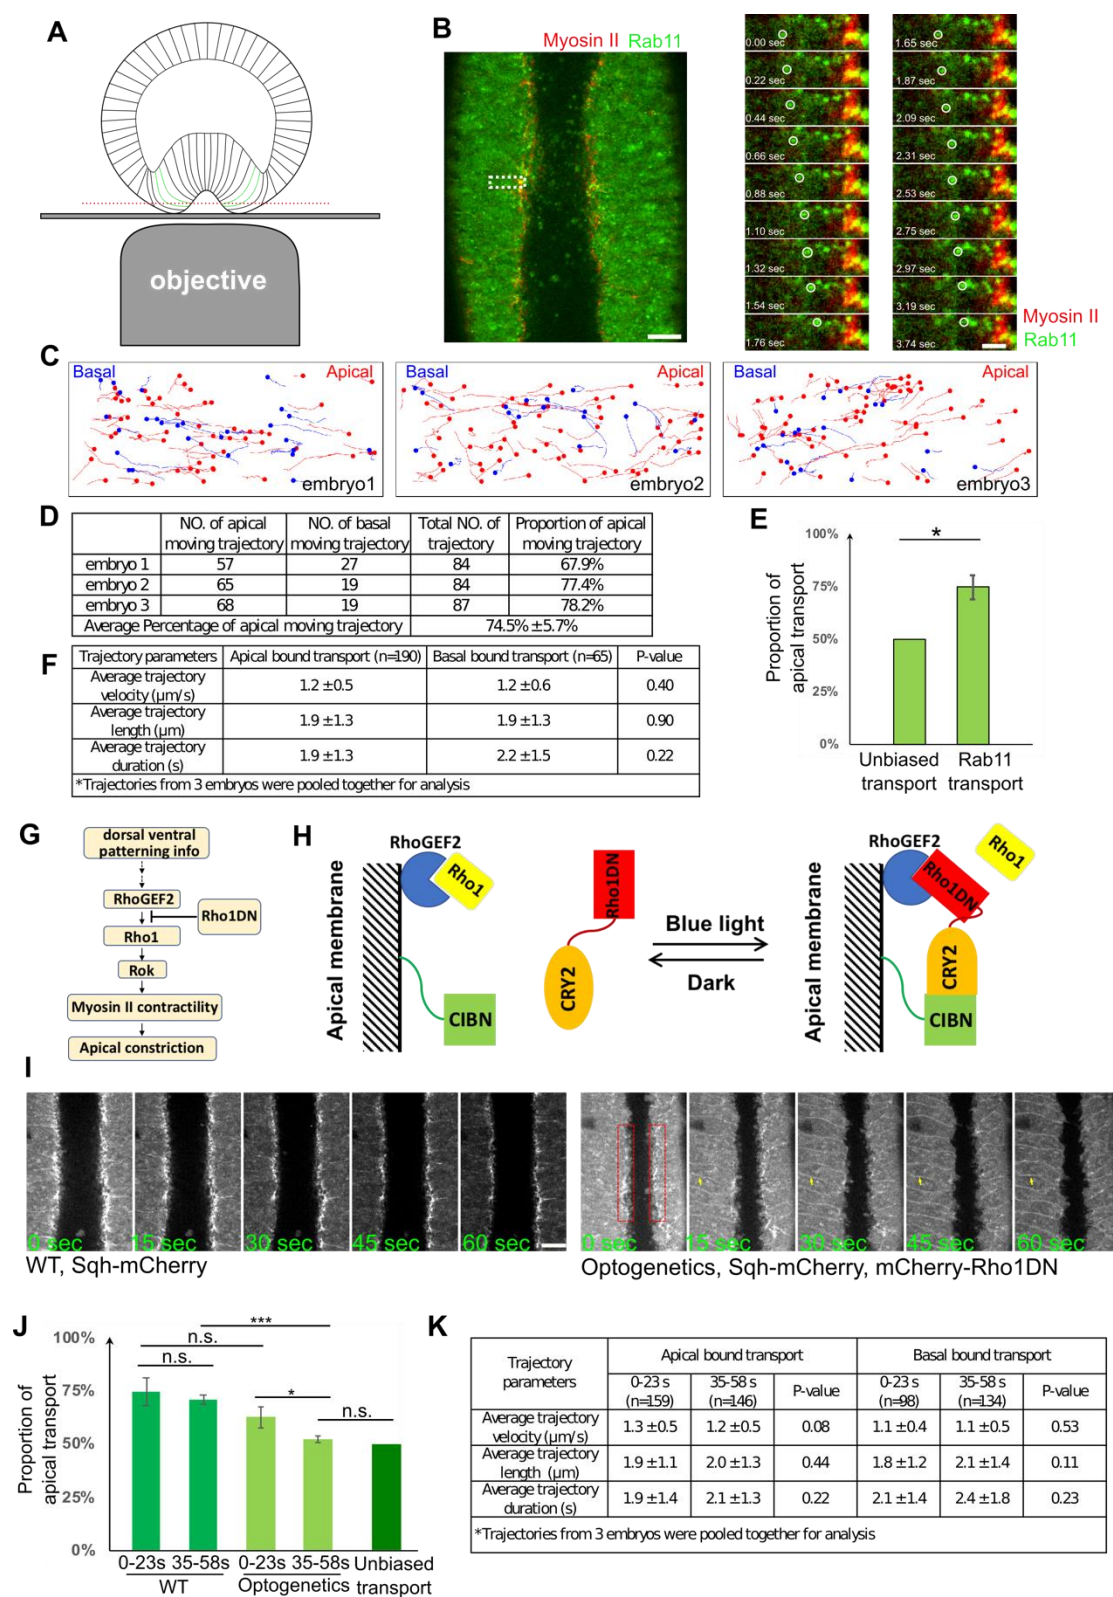 A
objective
B
Myosin II Rab11
0.00 sec
0.22 sec
0.44 sec
0.66 sec
0.88 sec
1.10 sec
1.32 sec
1.54 sec
1.76 sec
1.65 sec
1.87 sec
2.09 sec
2.31 sec
2.53 sec
2.75 sec
2.97 sec
3.19 sec
3.74 sec
Myosin II
Rab11
C
Basal Apical
embryo1
Basal Apical
embryo2
Basal Apical
embryo3
D
NO. of apical moving trajectory
NO. of basal moving trajectory
Total NO. of trajectory
Proportion of apical moving trajectory
embryo 1 57 27 84 67.9%
embryo 2 65 19 84 77.4%
embryo 3 68 19 87 78.2%
Average Percentage of apical moving trajectory 74.5% ±5.7%
E
Proportion of
apical transport
100%
75%
50%
25%
0%
*
Unbiased
transport
Rab11
transport
F
Trajectory parameters Apical bound transport (n=190) Basal bound transport (n=65) P-value
Average trajectory velocity (µm/s) 1.2 ±0.5 1.2 ±0.6 0.40
Average trajectory length (µm) 1.9 ±1.3 1.9 ±1.3 0.90
Average trajectory duration (s) 1.9 ±1.3 2.2 ±1.5 0.22
*Trajectories from 3 embryos were pooled together for analysis
G
dorsal ventral
patterning info
RhoGEF2
Rho1DN
Rho1
Rok
Myosin II contractility
Apical constriction
H
Apical membrane
RhoGEF2
Rho1
CIBN
Rho1DN
CRY2
Blue light
Dark
Apical membrane
RhoGEF2
Rho1DN
Rho1
CRY2
CIBN
I
0 sec 15 sec 30 sec 45 sec 60 sec
WT, Sqh-mCherry
0 sec 15 sec 30 sec 45 sec 60 sec
Optogenetics, Sqh-mCherry, mCherry-Rho1DN
J
Proportion of
apical transport
100%
75%
50%
25%
0%
***
n.s.
n.s.
*
n.s.
0-23s 35-58s
WT
0-23s 35-58s
Optogenetics
Unbiased
transport
K
Trajectory parameters Apical bound transport Basal bound transport
0-23 s (n=159) 35-58 s (n=146) P-value 0-23 s (n=98) 35-58 s (n=134) P-value
Average trajectory velocity (µm/s) 1.3 ±0.5 1.2 ±0.5 0.08 1.1 ±0.4 1.1 ±0.5 0.53
Average trajectory length (µm) 1.9 ±1.1 2.0 ±1.3 0.44 1.8 ±1.2 2.1 ±1.4 0.11
Average trajectory duration (s) 1.9 ±1.4 2.1 ±1.3 0.22 2.1 ±1.4 2.4 ±1.8 0.23
*Trajectories from 3 embryos were pooled together for analysis